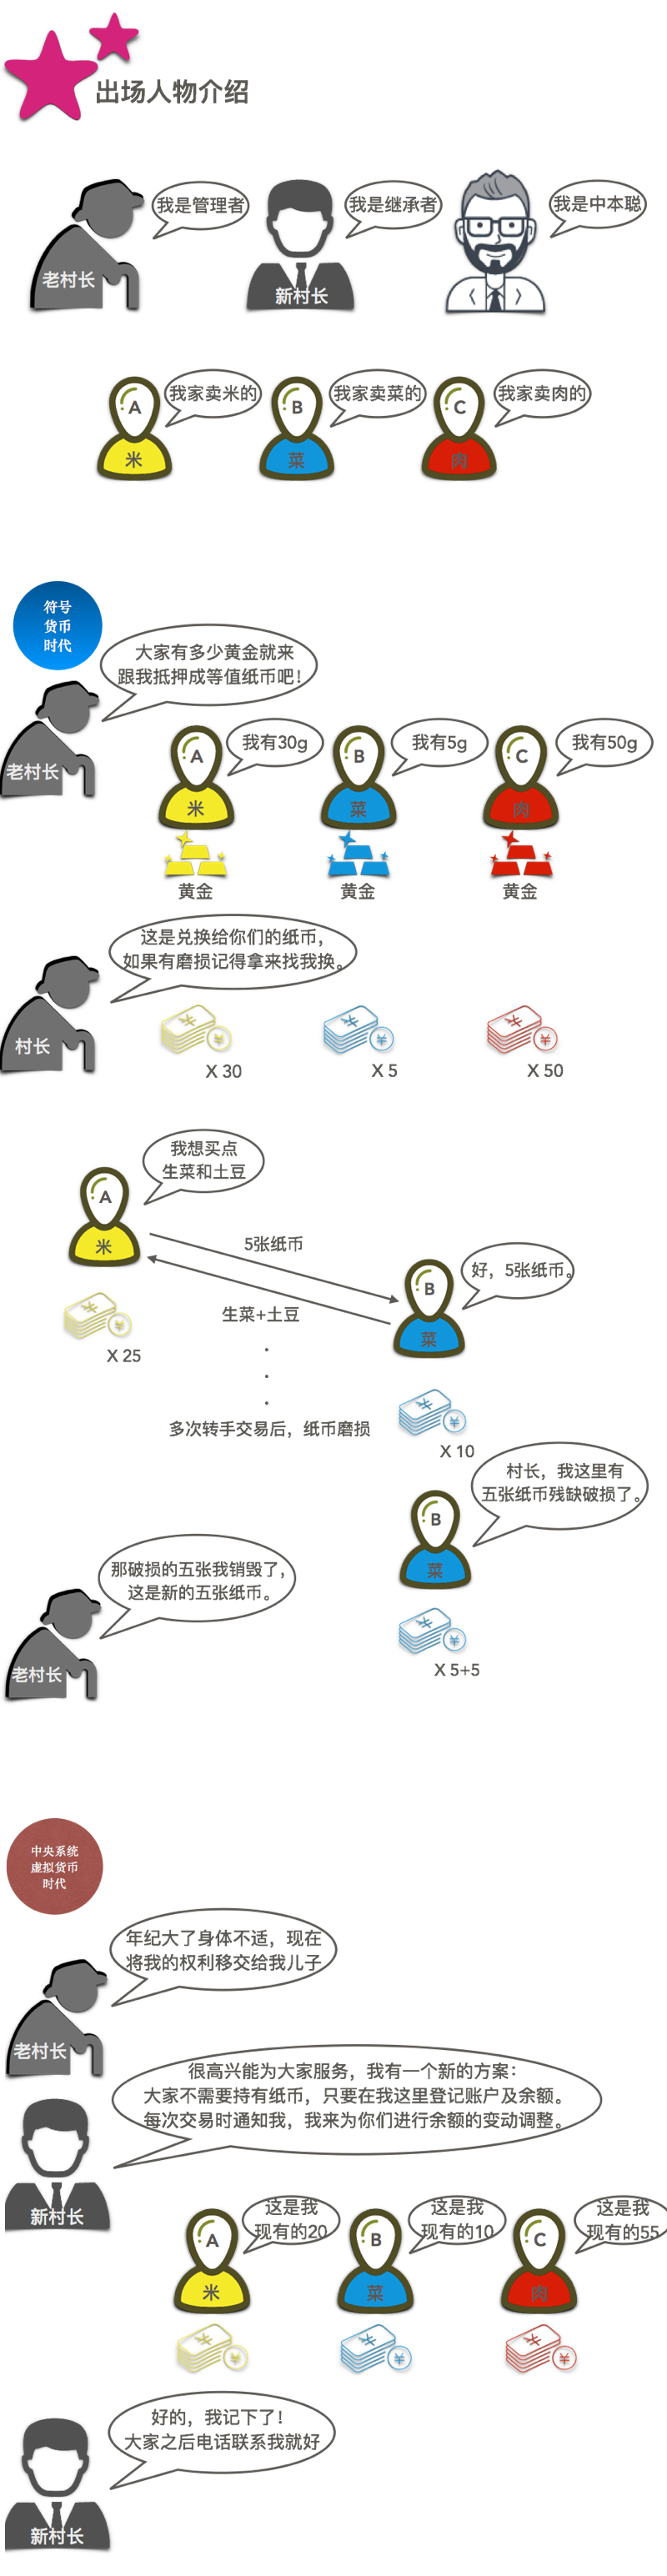 出场人物介绍
我是管理者
我是继承者
我是中本聪
老村长
新村长
我家卖米的
我家卖菜的
我家卖肉的
A
B
C
米
菜
肉
符号
货币
时代
大家有多少黄金就来
跟我抵押成等值纸币吧!
老村长
我有30g
我有5g
我有50g
A
B
C
米
菜
肉
黄金
黄金
黄金
这是兑换给你们的纸币,
如果有磨损记得拿来找我换。
村长
X 30
X 5
X 50
我想买点
生菜和土豆
A
米
5张纸币
好,5张纸币。
B
菜
生菜+土豆
X 25
多次转手交易后,纸币磨损
X 10
村长,我这里有
五张纸币残缺破损了。
B
菜
那破损的五张我销毁了,
这是新的五张纸币。
老村长
X 5+5
中央系统
虚拟货币
时代
年纪大了身体不适,现在
将我的权利移交给我儿子
老村长
很高兴能为大家服务,我有一个新的方案:
大家不需要持有纸币,只要在我这里登记账户及余额。
每次交易时通知我,我来为你们进行余额的变动调整。
新村长
这是我
现有的20
这是我
现有的10
这是我
现有的55
A
B
C
米
菜
肉
好的,我记下了!
大家之后电话联系我就好
新村长